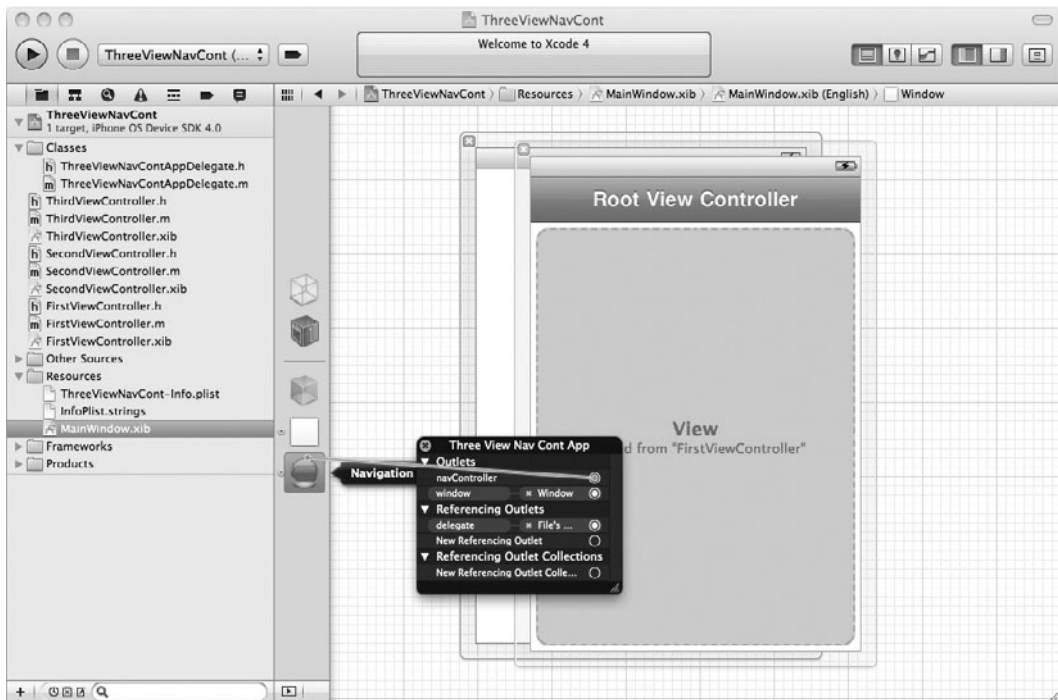 ThreeViewNavCont
ThreeViewNavCont (...
Welcome to Xcode 4
ThreeViewNavCont
Resources
MainWindow.xib
MainWindow.xib (English)
Window
ThreeViewNavCont
1 target, iPhone OS Device SDK 4.0
Classes
h ThreeViewNavContAppDelegate.h
m ThreeViewNavContAppDelegate.m
h ThirdViewController.h
m ThirdViewController.m
ThirdViewController.xib
h SecondViewController.h
m SecondViewController.m
SecondViewController.xib
h FirstViewController.h
m FirstViewController.m
FirstViewController.xib
Other Sources
Resources
ThreeViewNavCont-Info.plist
InfoPlist.strings
MainWindow.xib
Frameworks
Products
Root View Controller
View
d from "FirstViewController"
Navigation
Three View Nav Cont App
Outlets
navController
window
Window
Referencing Outlets
delegate
File's ...
New Referencing Outlet
Referencing Outlet Collections
New Referencing Outlet Colle...